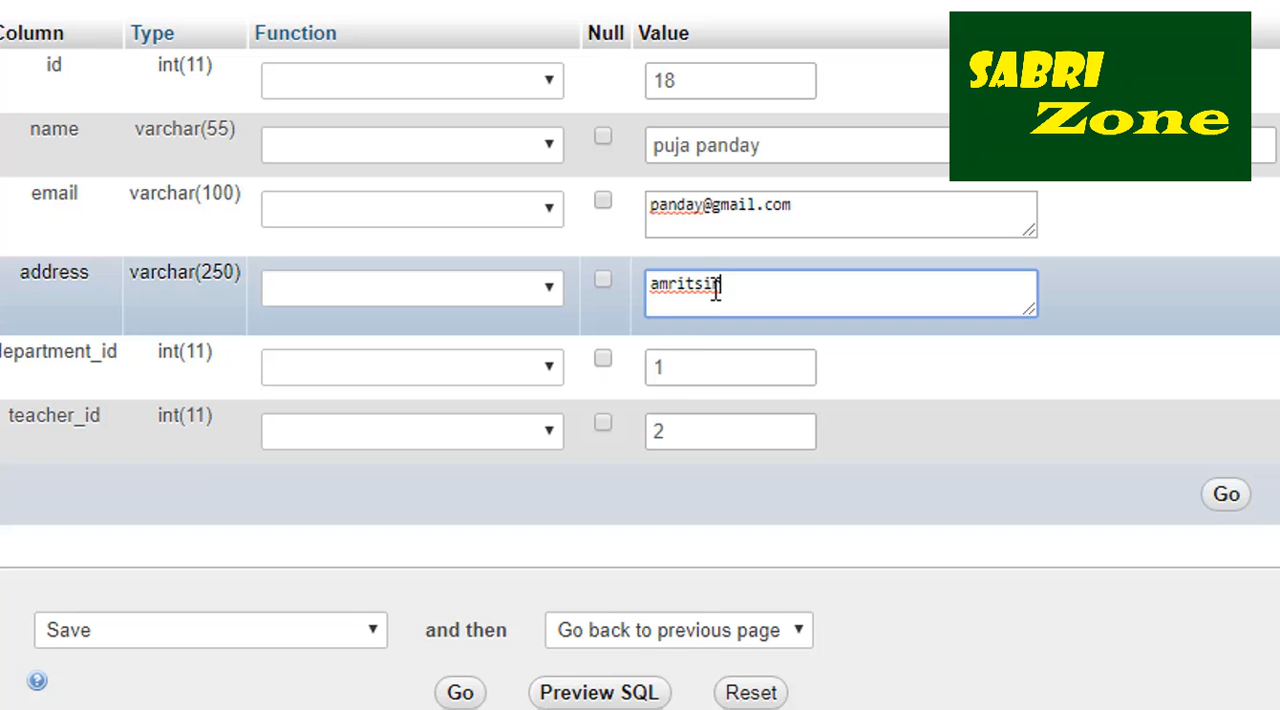 Column Type Function Null Value
id int(11) 18
name varchar(55) puja panday
email varchar(100) panday@gmail.com
address varchar(250)
department_id int(11) 1
teacher_id int(11) 2
Go
Save and then Go back to previous page
Go Preview SQL Reset
SABRI
Zone